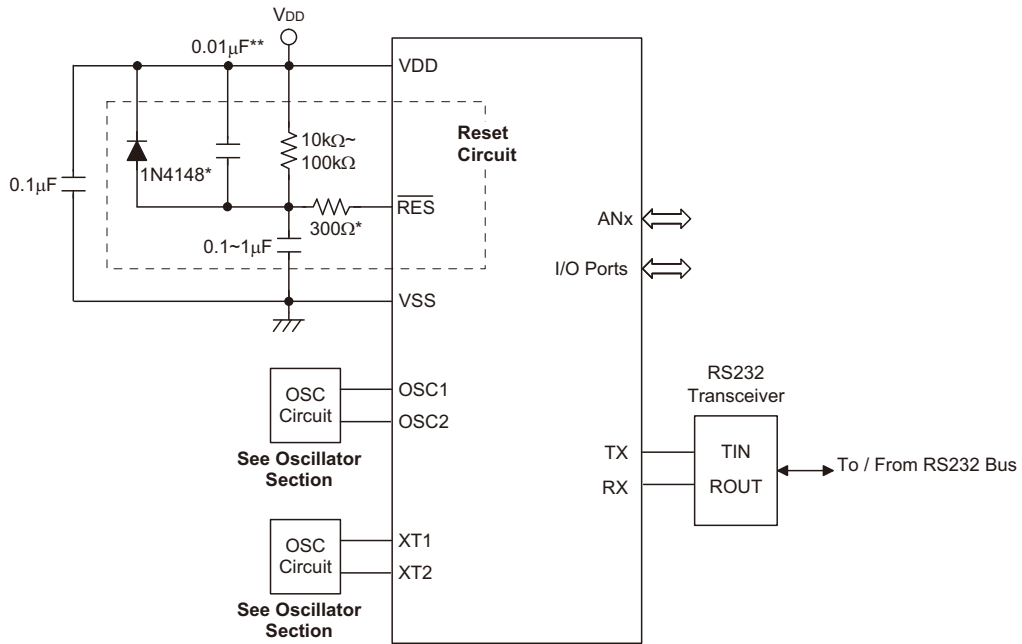 VDD
0.01μF**
VDD
Reset
Circuit
10kΩ~
100kΩ
1N4148*
0.1μF
RES
300Ω*
0.1~1μF
ANx
I/O Ports
VSS
OSC
Circuit
OSC1
OSC2
See Oscillator
Section
RS232
Transceiver
TX
TIN
RX
ROUT
To / From RS232 Bus
OSC
Circuit
XT1
XT2
See Oscillator
Section